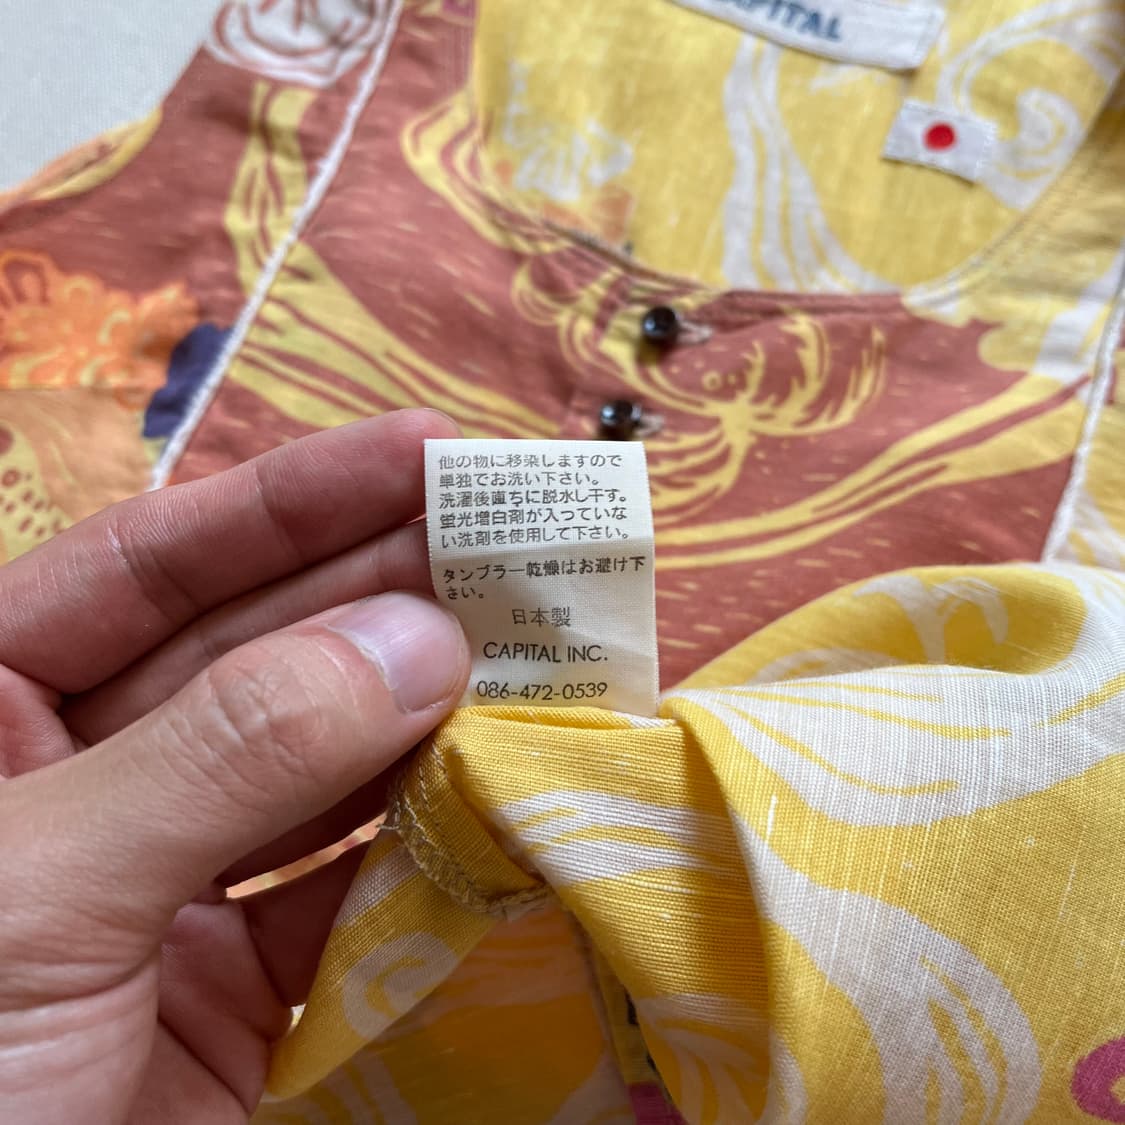 CAPITAL
他の物に移染しますので
単独でお洗い下さい。
洗濯後直ちに脱水し干す。
蛍光増白剤が入っていな
い洗剤を使用して下さい。
タンブラー乾燥はお避け下
さい。
日本製
CAPITAL INC.
086-472-0539